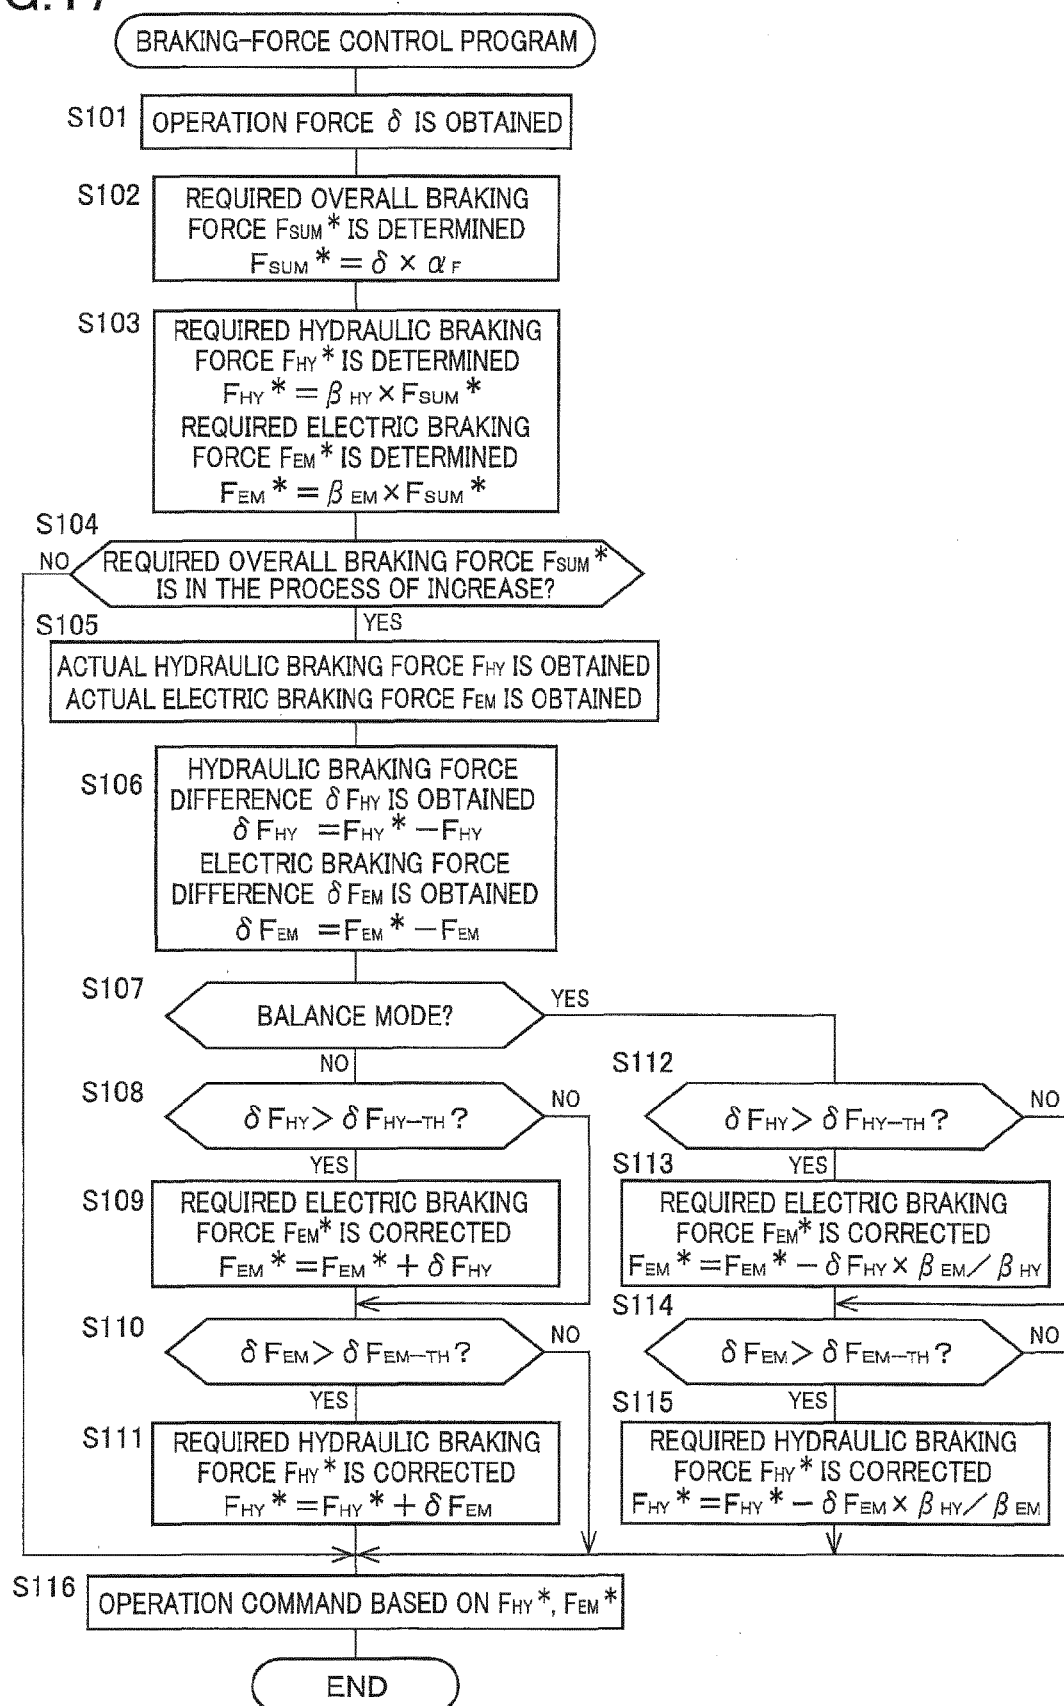 G.17
BRAKING-FORCE CONTROL PROGRAM
S101
OPERATION FORCE δ IS OBTAINED
S102
REQUIRED OVERALL BRAKING
FORCE FSUM* IS DETERMINED
FSUM* = δ × αF
S103
REQUIRED HYDRAULIC BRAKING
FORCE FHY* IS DETERMINED
FHY* = βHY × FSUM*
REQUIRED ELECTRIC BRAKING
FORCE FEM* IS DETERMINED
FEM* = βEM × FSUM*
S104
NO
REQUIRED OVERALL BRAKING FORCE FSUM*
IS IN THE PROCESS OF INCREASE?
YES
S105
ACTUAL HYDRAULIC BRAKING FORCE FHY IS OBTAINED
ACTUAL ELECTRIC BRAKING FORCE FEM IS OBTAINED
S106
HYDRAULIC BRAKING FORCE
DIFFERENCE δFHY IS OBTAINED
δFHY = FHY* − FHY
ELECTRIC BRAKING FORCE
DIFFERENCE δFEM IS OBTAINED
δFEM = FEM* − FEM
S107
BALANCE MODE?
YES
NO
S108
δFHY > δFHY−TH?
NO
YES
S109
REQUIRED ELECTRIC BRAKING
FORCE FEM* IS CORRECTED
FEM* = FEM* + δFHY
S110
δFEM > δFEM−TH?
NO
YES
S111
REQUIRED HYDRAULIC BRAKING
FORCE FHY* IS CORRECTED
FHY* = FHY* + δFEM
S112
δFHY > δFHY−TH?
NO
YES
S113
REQUIRED ELECTRIC BRAKING
FORCE FEM* IS CORRECTED
FEM* = FEM* − δFHY × βEM/βHY
S114
δFEM > δFEM−TH?
NO
YES
S115
REQUIRED HYDRAULIC BRAKING
FORCE FHY* IS CORRECTED
FHY* = FHY* − δFEM × βHY/βEM
S116
OPERATION COMMAND BASED ON FHY*, FEM*
END